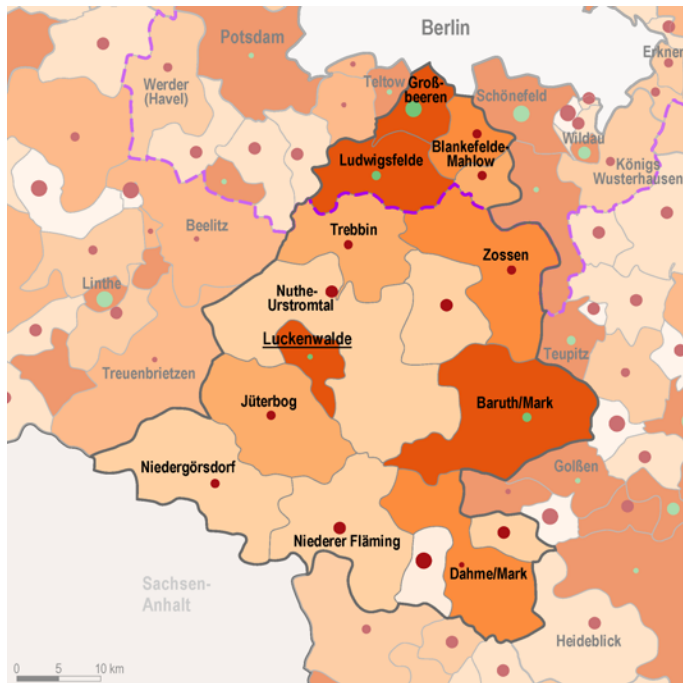 Berlin
Potsdam
Erkner
Werder
(Havel)
Teltow
Groß-
beeren
Schönefeld
Wildau
Ludwigsfelde
Blankefelde-
Mahlow
Königs
Wusterhausen
Beelitz
Trebbin
Zossen
Linthe
Nuthe-
Urstromtal
Luckenwalde
Teupitz
Treuenbrietzen
Jüterbog
Baruth/Mark
Niedergörsdorf
Golßen
Niederer Fläming
Dahme/Mark
Sachsen-
Anhalt
Heideblick
0 5 10 km